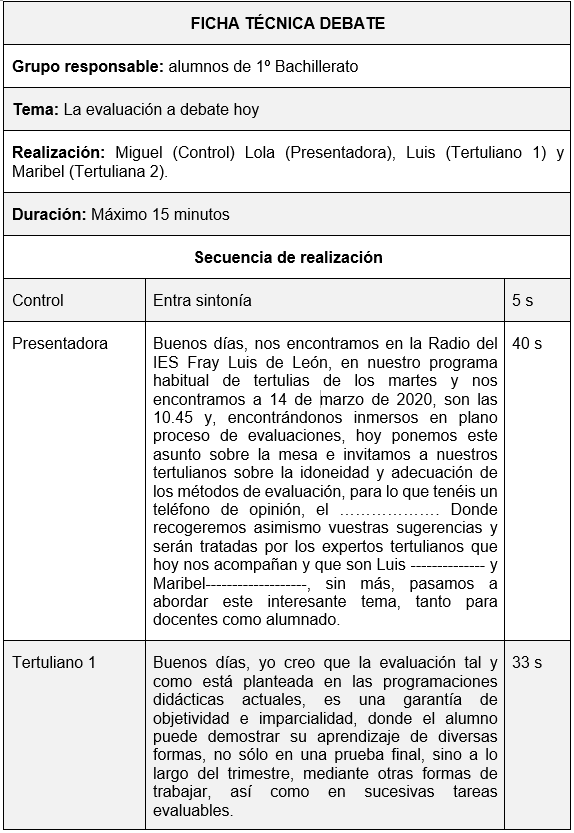 FICHA TÉCNICA DEBATE
Grupo responsable: alumnos de 1º Bachillerato
Tema: La evaluación a debate hoy
Realización: Miguel (Control) Lola (Presentadora), Luis (Tertuliano 1) y
Maribel (Tertuliana 2).
Duración: Máximo 15 minutos
Secuencia de realización
Control
Entra sintonía
5 s
Presentadora
Buenos días, nos encontramos en la Radio del
IES Fray Luis de León, en nuestro programa
habitual de tertulias de los martes y nos
encontramos a 14 de marzo de 2020, son las
10.45 y, encontrándonos inmersos en plano
proceso de evaluaciones, hoy ponemos este
asunto sobre la mesa e invitamos a nuestros
tertulianos sobre la idoneidad y adecuación de
los métodos de evaluación, para lo que tenéis un
teléfono de opinión, el ………………. Donde
recogeremos asimismo vuestras sugerencias y
serán tratadas por los expertos tertulianos que
hoy nos acompañan y que son Luis -------------- y
Maribel-------------------, sin más, pasamos a
abordar este interesante tema, tanto para
docentes como alumnado.
40 s
Tertuliano 1
Buenos días, yo creo que la evaluación tal y
como está planteada en las programaciones
didácticas actuales, es una garantía de
objetividad e imparcialidad, donde el alumno
puede demostrar su aprendizaje de diversas
formas, no sólo en una prueba final, sino a lo
largo del trimestre, mediante otras formas de
trabajar, así como en sucesivas tareas
evaluables.
33 s